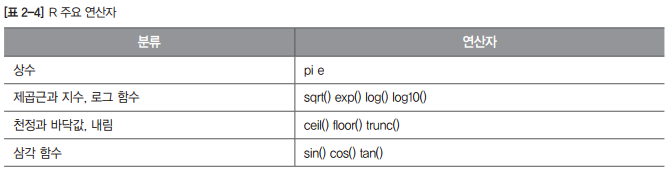 [표 2-4] R 주요 연산자
분류 연산자
상수 pi e
제곱근과 지수, 로그 함수 sqrt() exp() log() log10()
천정과 바닥값, 내림 ceil() floor() trunc()
삼각 함수 sin() cos() tan()